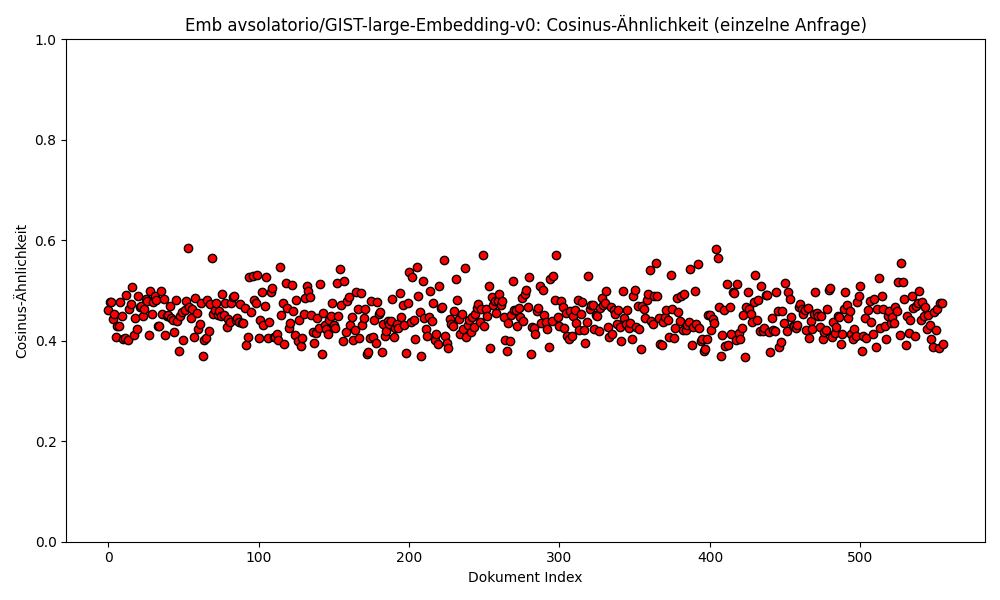 Emb avsolatorio/GIST-large-Embedding-v0: Cosinus-Ähnlichkeit (einzelne Anfrage)
1.0
0.8
0.6
0.4
0.2
0.0
Cosinus-Ähnlichkeit
0 100 200 300 400 500
Dokument Index